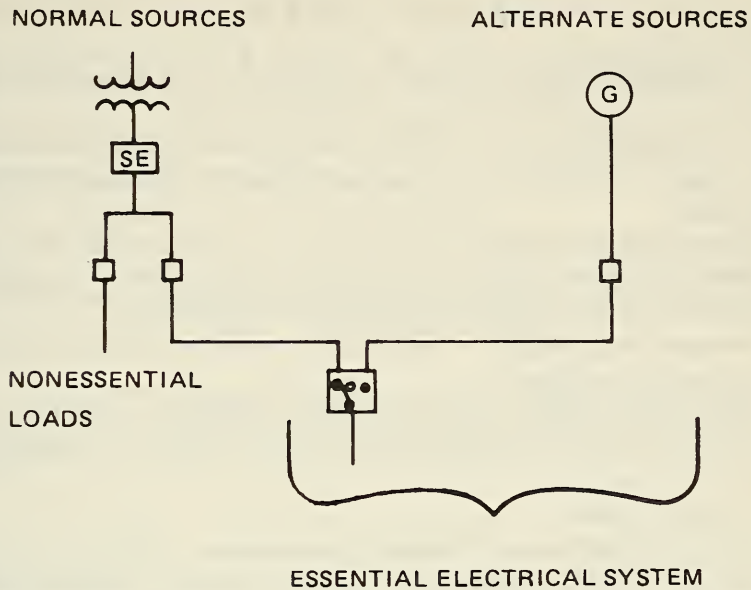 NORMAL SOURCES
ALTERNATE SOURCES
G
SE
NONESSENTIAL
LOADS
ESSENTIAL ELECTRICAL SYSTEM